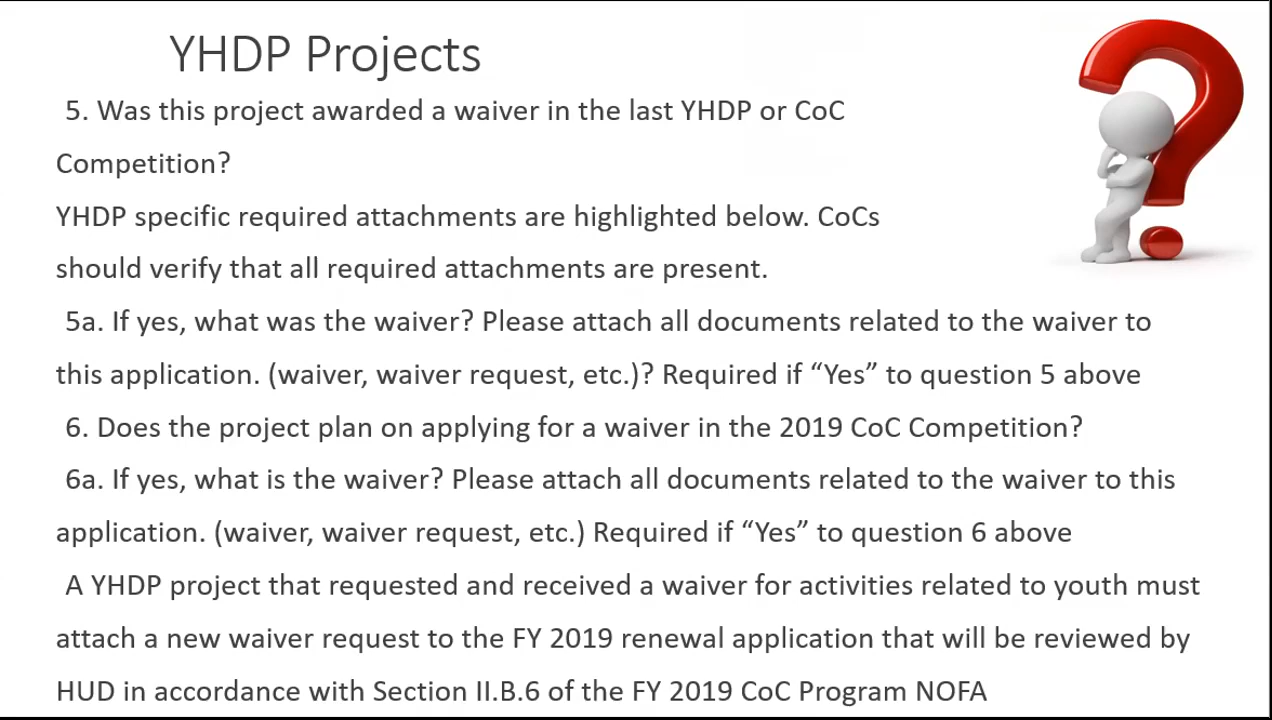 YHDP Projects
5. Was this project awarded a waiver in the last YHDP or CoC
Competition?
YHDP specific required attachments are highlighted below. CoCs
should verify that all required attachments are present.
5a. If yes, what was the waiver? Please attach all documents related to the waiver to
this application. (waiver, waiver request, etc.)? Required if “Yes” to question 5 above
6. Does the project plan on applying for a waiver in the 2019 CoC Competition?
6a. If yes, what is the waiver? Please attach all documents related to the waiver to this
application. (waiver, waiver request, etc.) Required if “Yes” to question 6 above
A YHDP project that requested and received a waiver for activities related to youth must
attach a new waiver request to the FY 2019 renewal application that will be reviewed by
HUD in accordance with Section II.B.6 of the FY 2019 CoC Program NOFA